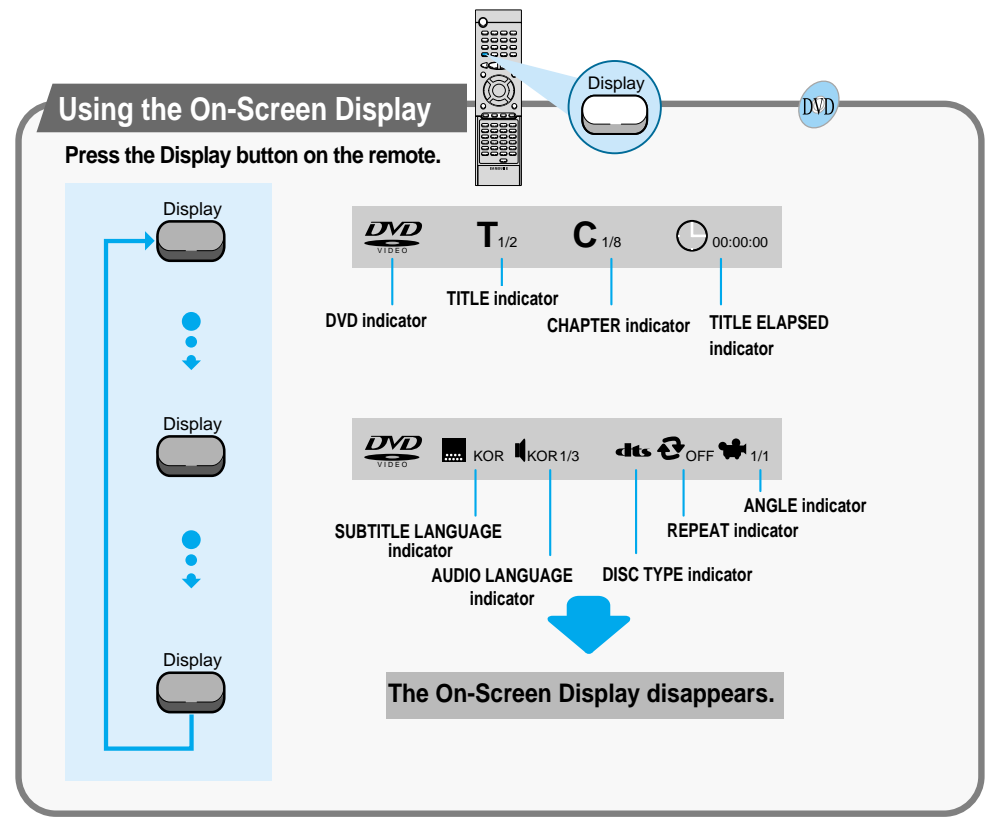 Display
DVD
Using the On-Screen Display
Press the Display button on the remote.
Display
DVD VIDEO T 1/2 C 1/8 00:00:00
TITLE indicator
DVD indicator
CHAPTER indicator
TITLE ELAPSED
indicator
Display
DVD VIDEO KOR KOR 1/3 dts OFF 1/1
ANGLE indicator
SUBTITLE LANGUAGE
indicator
REPEAT indicator
AUDIO LANGUAGE
indicator
DISC TYPE indicator
Display
The On-Screen Display disappears.